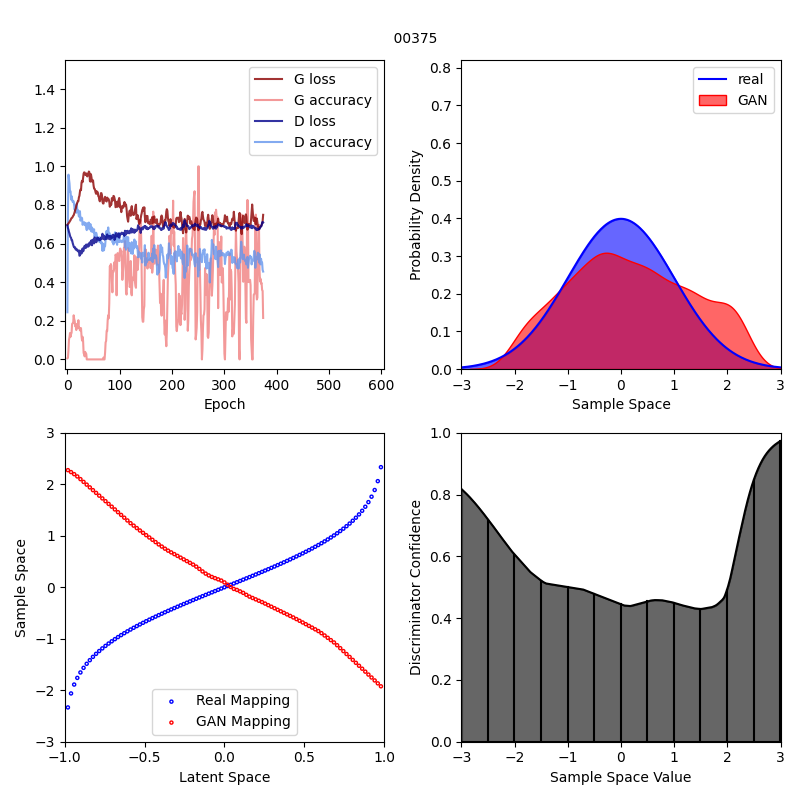 00375
G loss
G accuracy
D loss
D accuracy
1.4
1.2
1.0
0.8
0.6
0.4
0.2
0.0
0 100 200 300 400 500 600
Epoch
real
GAN
Probability Density
0.8
0.7
0.6
0.5
0.4
0.3
0.2
0.1
0.0
−3 −2 −1 0 1 2 3
Sample Space
Sample Space
3
2
1
0
−1
−2
−3
Real Mapping
GAN Mapping
−1.0 −0.5 0.0 0.5 1.0
Latent Space
Discriminator Confidence
1.0
0.8
0.6
0.4
0.2
0.0
−3 −2 −1 0 1 2 3
Sample Space Value